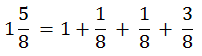 1 5/8 = 1 + 1/8 + 1/8 + 3/8